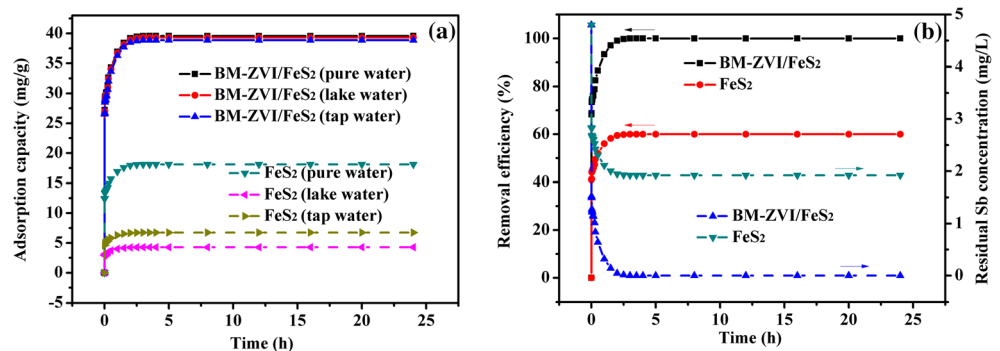 (a)
Adsorption capacity (mg/g)
40
35
30
25
20
15
10
5
0
-5
BM-ZVI/FeS2 (pure water)
BM-ZVI/FeS2 (lake water)
BM-ZVI/FeS2 (tap water)
FeS2 (pure water)
FeS2 (lake water)
FeS2 (tap water)
0 5 10 15 20 25
Time (h)
(b)
Removal efficiency (%)
100
80
60
40
20
0
BM-ZVI/FeS2
FeS2
BM-ZVI/FeS2
FeS2
0 5 10 15 20 25
Time (h)
5
4
3
2
1
0
Residual Sb concentration (mg/L)